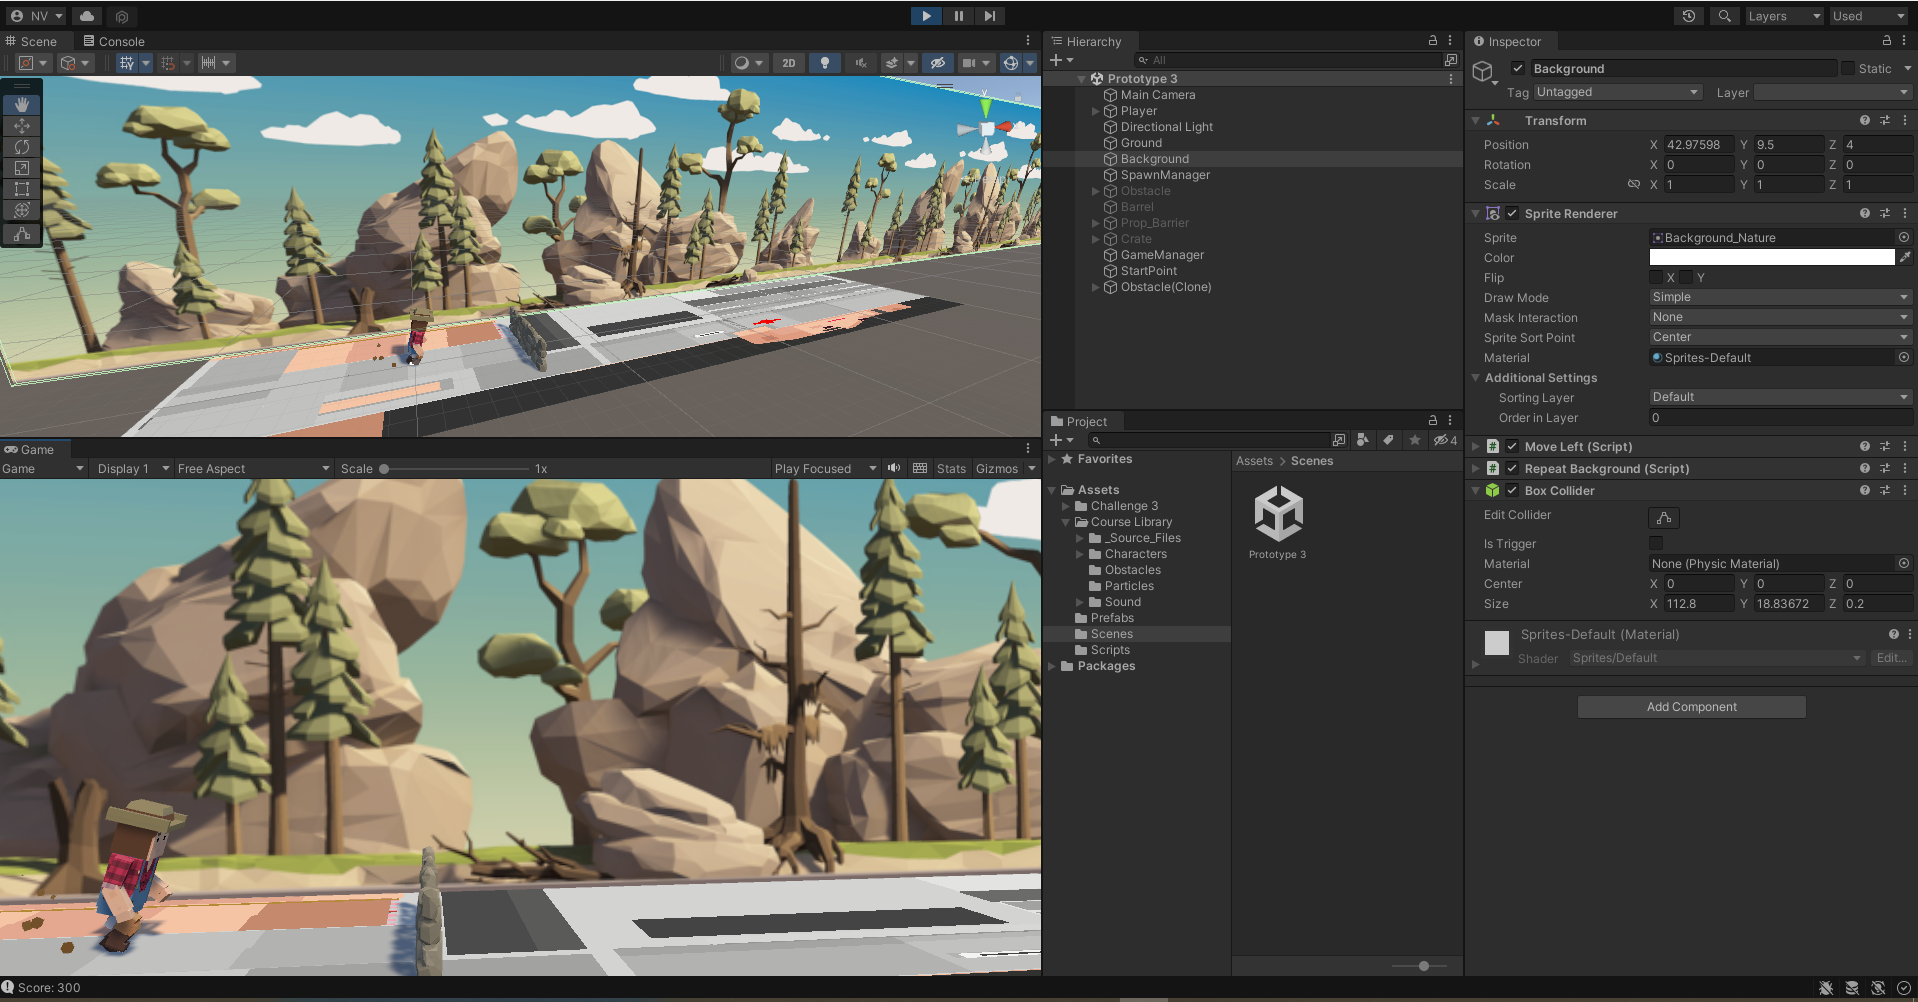 NV
Layers
Used
Scene
Console
2D
y
Game
Game
Display 1
Free Aspect
Scale
1x
Play Focused
Stats
Gizmos
Hierarchy
All
Prototype 3
Main Camera
Player
Directional Light
Ground
Background
SpawnManager
Obstacle
Barrel
Prop_Barrier
Crate
GameManager
StartPoint
Obstacle(Clone)
Project
4
Favorites
Assets
Challenge 3
Course Library
_Source_Files
Characters
Obstacles
Particles
Sound
Prefabs
Scenes
Scripts
Packages
Assets > Scenes
Prototype 3
Inspector
Background
Static
Tag Untagged Layer
Transform
Position X 42.97598 Y 9.5 Z 4
Rotation X 0 Y 0 Z 0
Scale X 1 Y 1 Z 1
Sprite Renderer
Sprite Background_Nature
Color
Flip X Y
Draw Mode Simple
Mask Interaction None
Sprite Sort Point Center
Material Sprites-Default
Additional Settings
Sorting Layer Default
Order in Layer 0
# Move Left (Script)
# Repeat Background (Script)
Box Collider
Edit Collider
Is Trigger
Material None (Physic Material)
Center X 0 Y 0 Z 0
Size X 112.8 Y 18.83672 Z 0.2
Sprites-Default (Material)
Shader Sprites/Default Edit...
Add Component
Score: 300